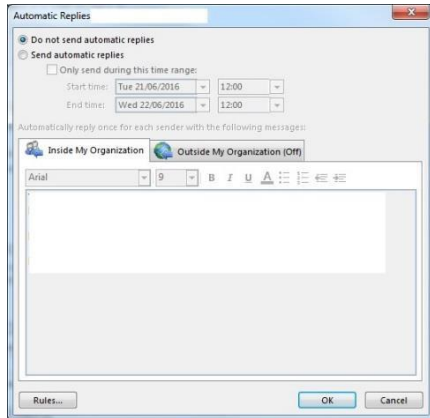 Automatic Replies
Do not send automatic replies
Send automatic replies
Only send during this time range:
Start time: Tue 21/06/2016 12:00
End time: Wed 22/06/2016 12:00
Automatically reply once for each sender with the following messages:
Inside My Organization Outside My Organization (Off)
Arial 9 B I U A
Rules... OK Cancel